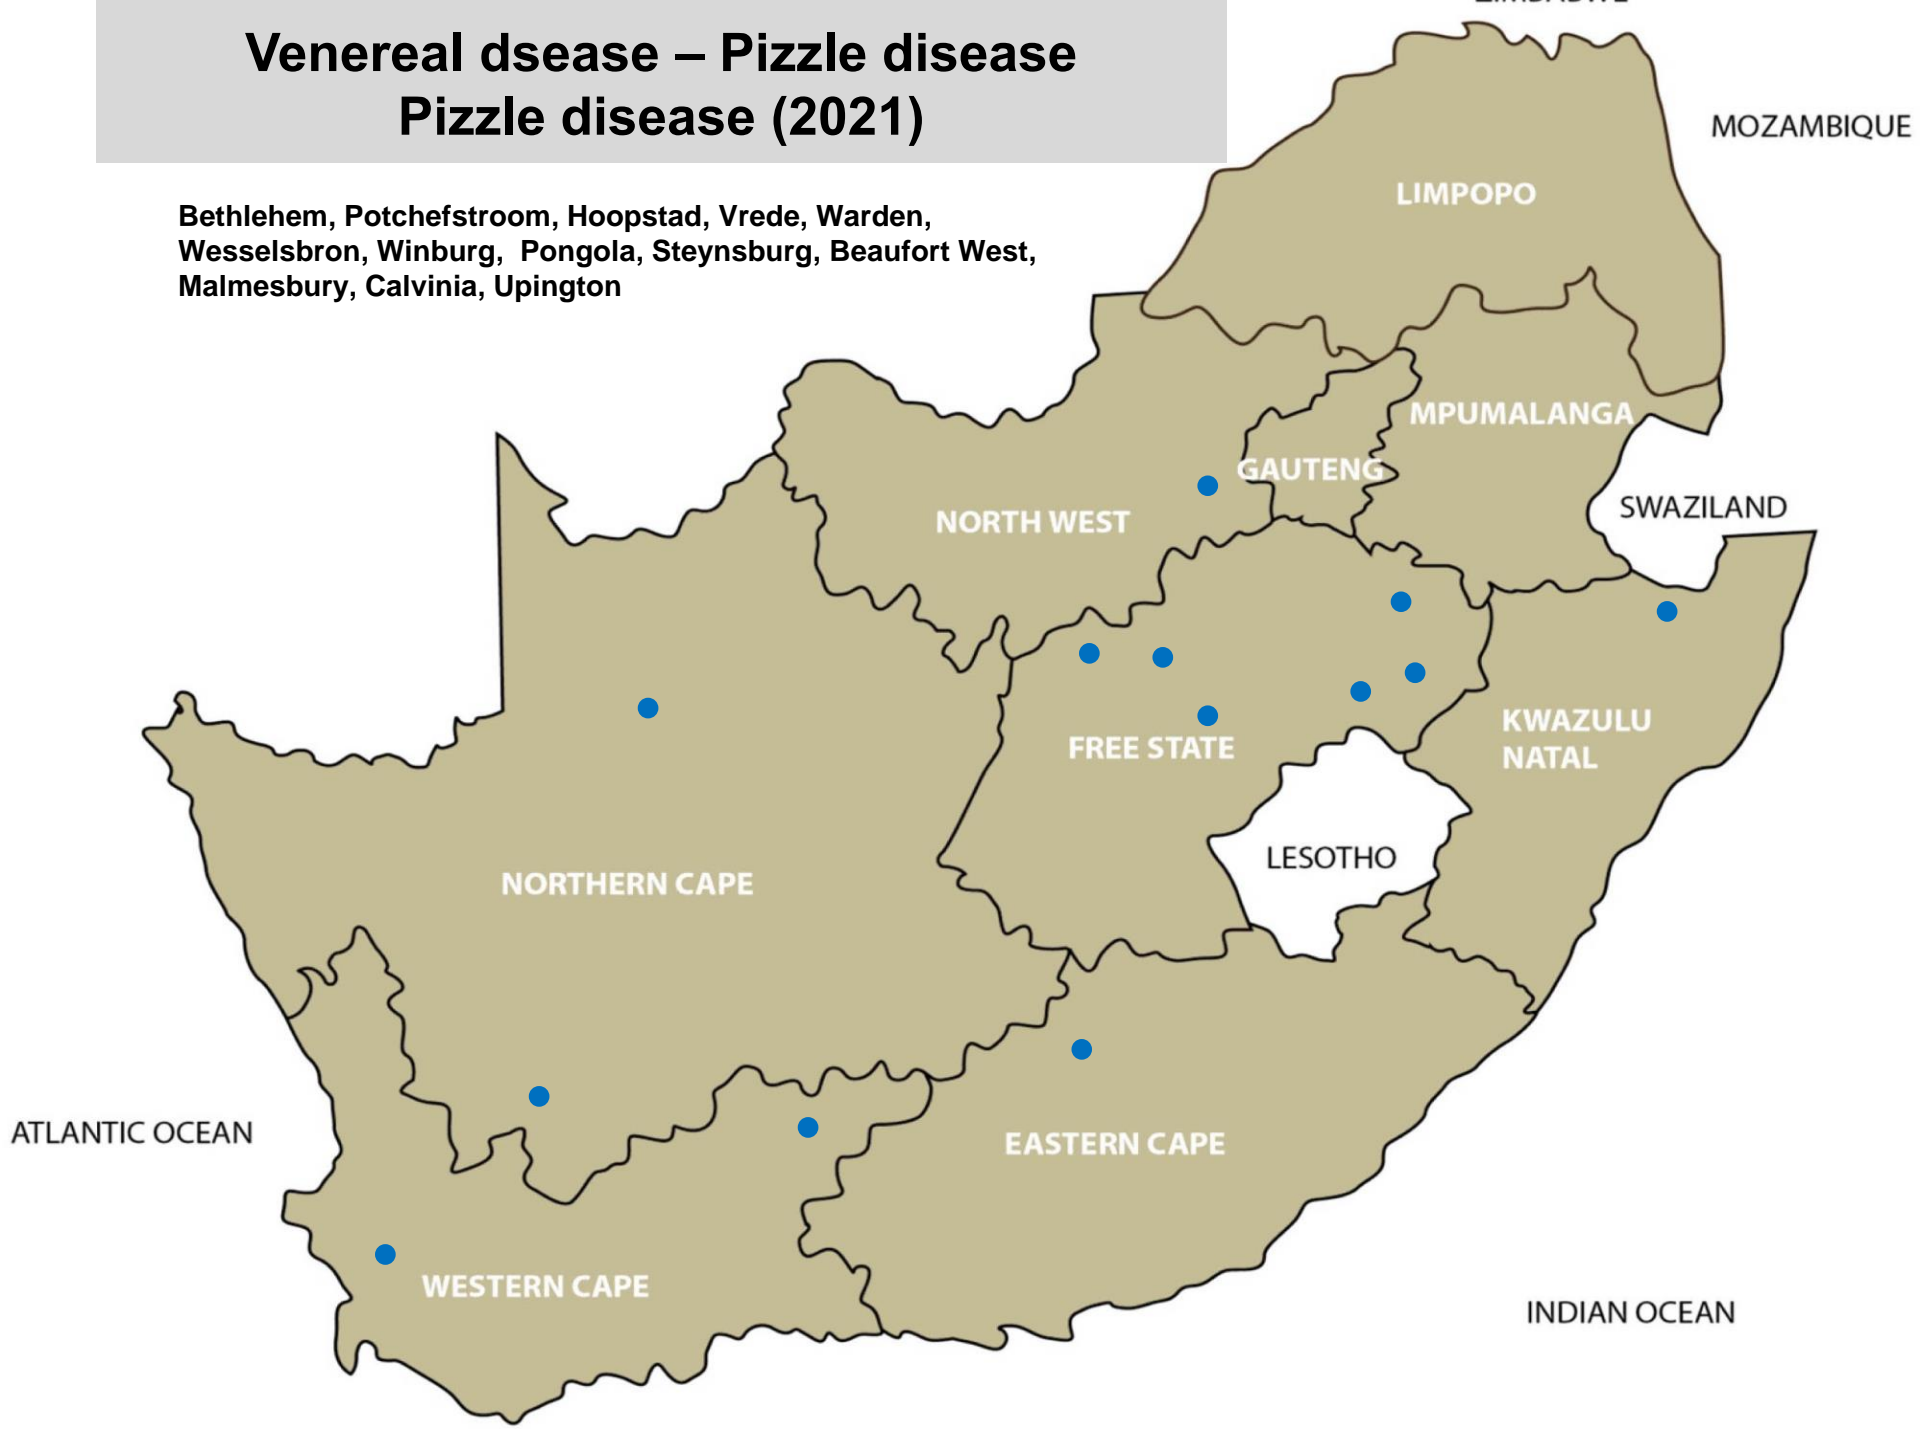 Venereal dsease – Pizzle disease
Pizzle disease (2021)
Bethlehem, Potchefstroom, Hoopstad, Vrede, Warden,
Wesselsbron, Winburg,  Pongola, Steynsburg, Beaufort West,
Malmesbury, Calvinia, Upington
MOZAMBIQUE
LIMPOPO
MPUMALANGA
GAUTENG
SWAZILAND
NORTH WEST
KWAZULU
NATAL
FREE STATE
LESOTHO
NORTHERN CAPE
ATLANTIC OCEAN
EASTERN CAPE
WESTERN CAPE
INDIAN OCEAN